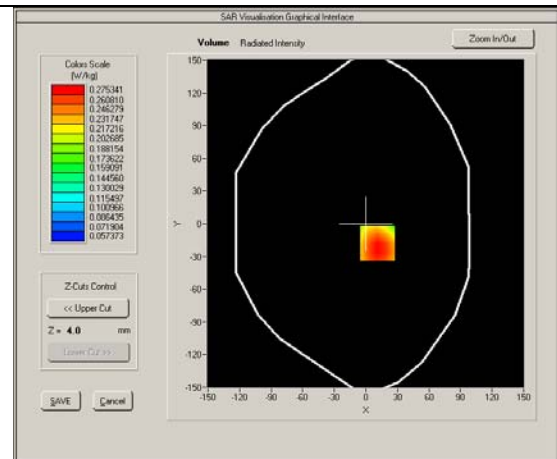 SAR Visualisation Graphical Interface
Volume Radiated Intensity
Zoom In/Out
Colors Scale
(W/kg)
0.275341
0.260810
0.246279
0.231747
0.217216
0.202685
0.188154
0.173622
0.159091
0.144560
0.130029
0.115497
0.100966
0.086435
0.071904
0.057373
Z-Cuts Control
<< Upper Cut
Z = 4.0 mm
Lower Cut >>
SAVE
Cancel
150-
120-
90-
60-
30-
0-
-30-
-60-
-90-
-120-
-150-
Y
-150 -120 -90 -60 -30 0 30 60 90 120 150
X